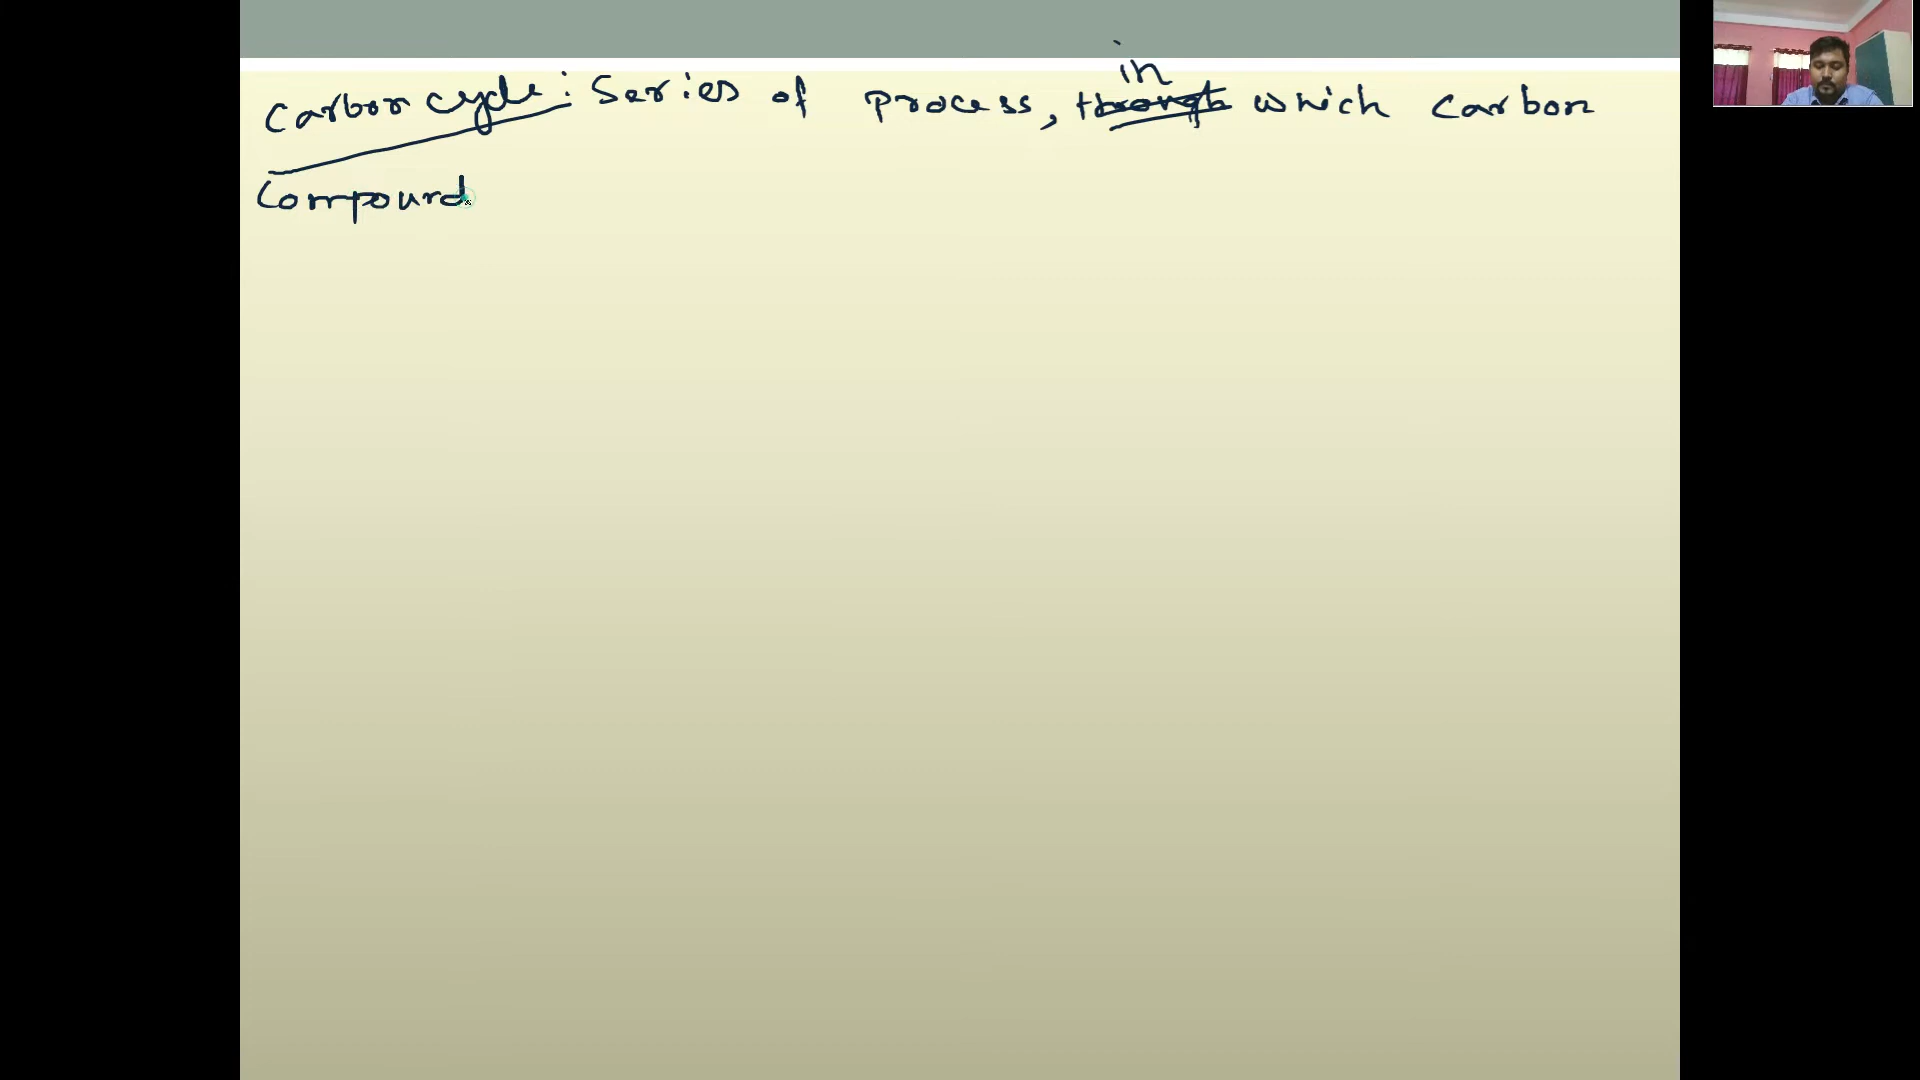 Carbon cycle: Series of process, in which Carbon
Compound